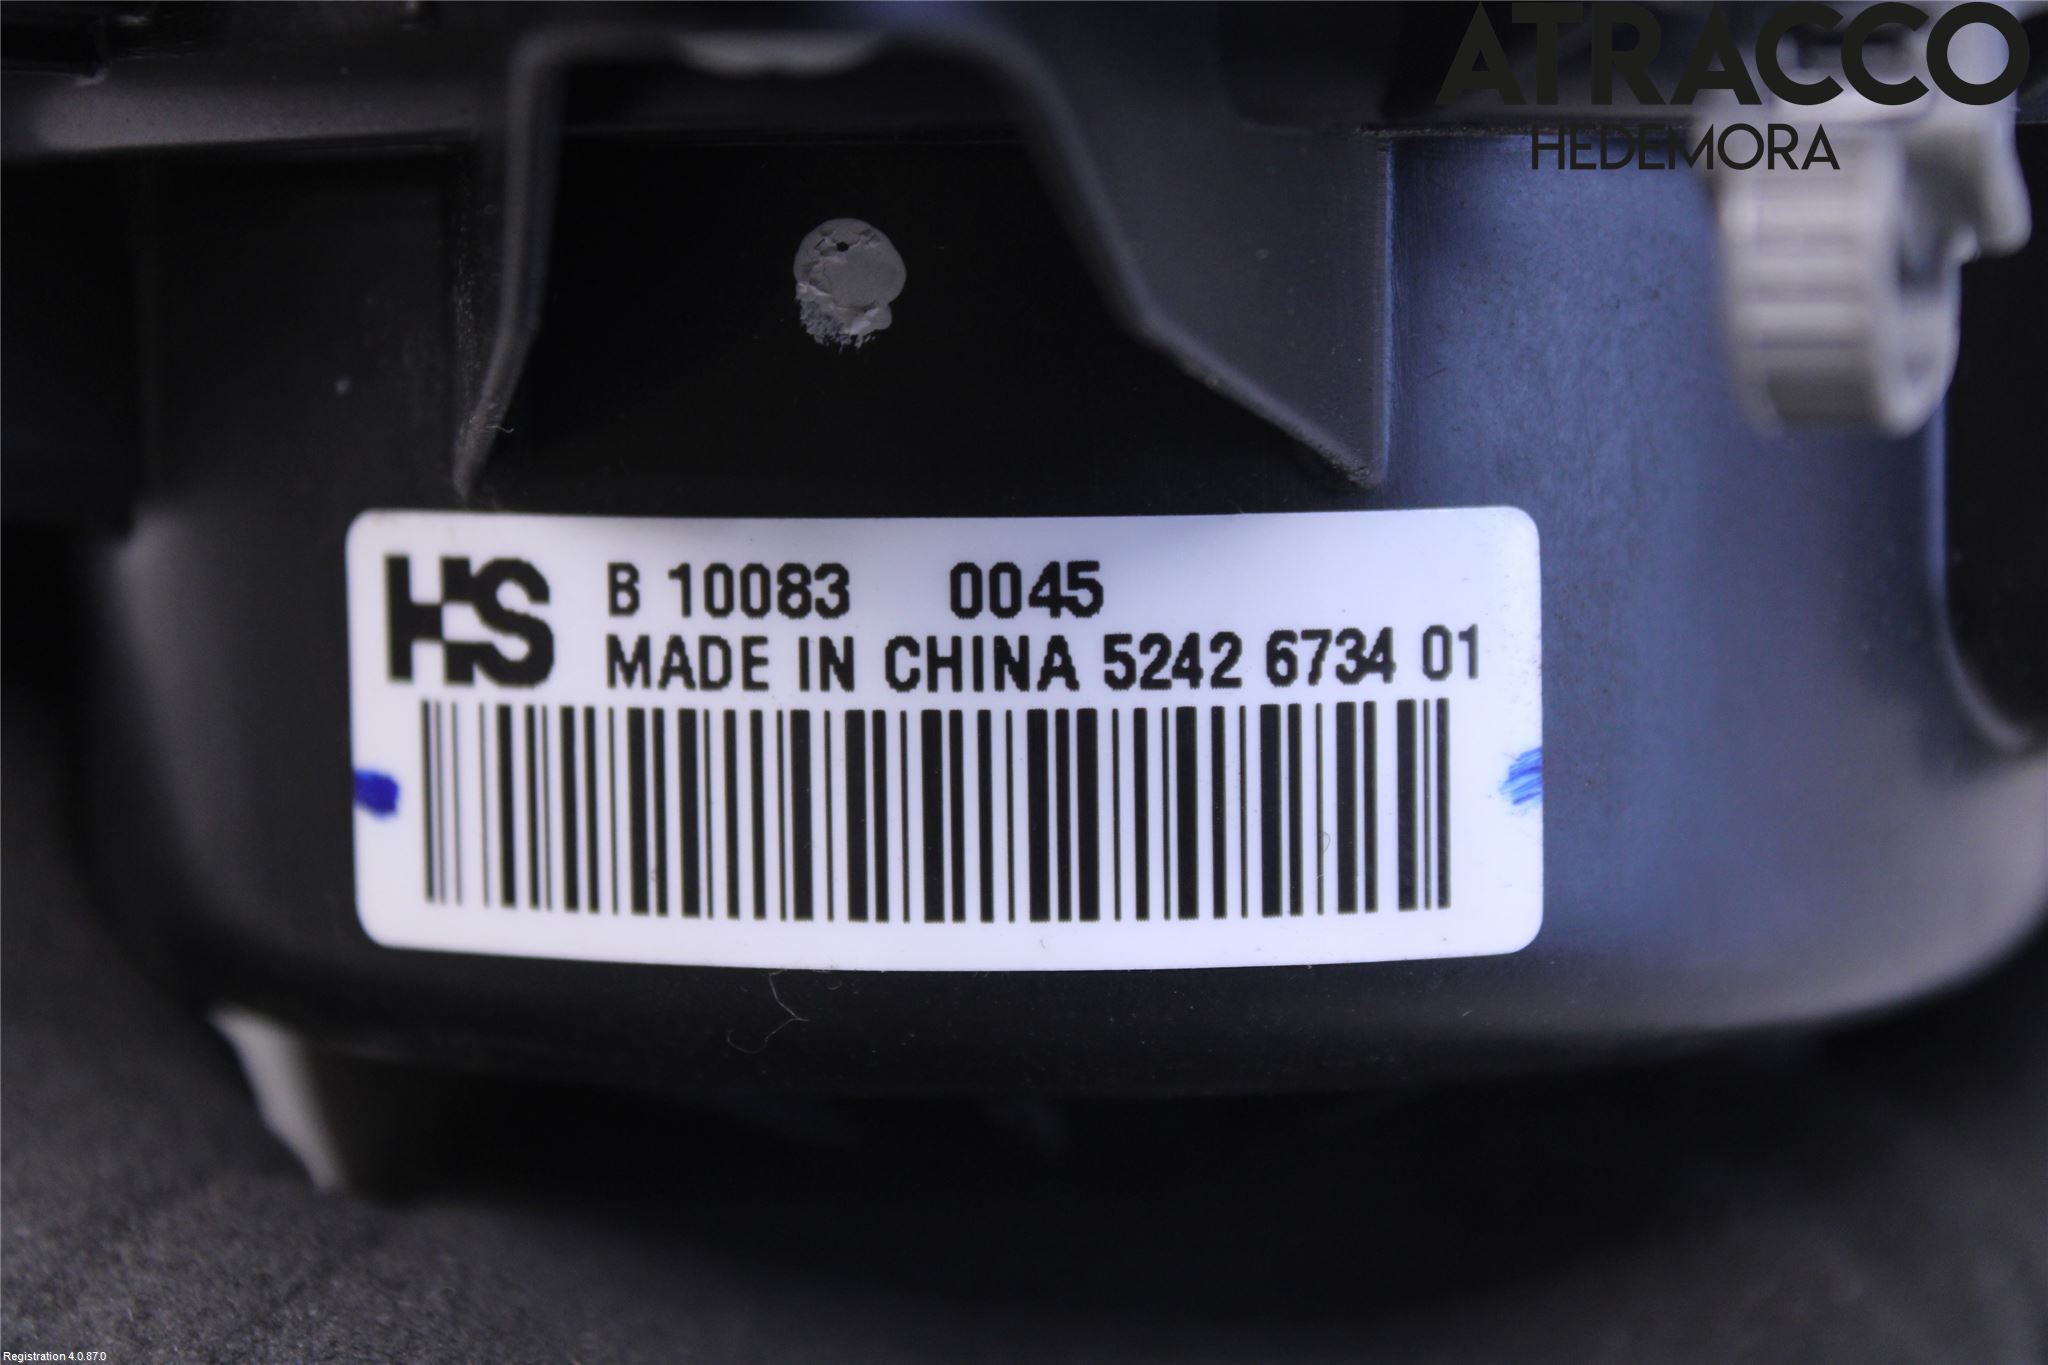 ATRACCO
HEDEMORA
HS
B 10083 0045
MADE IN CHINA 5242 6734 01
Registration 4.0.87.0